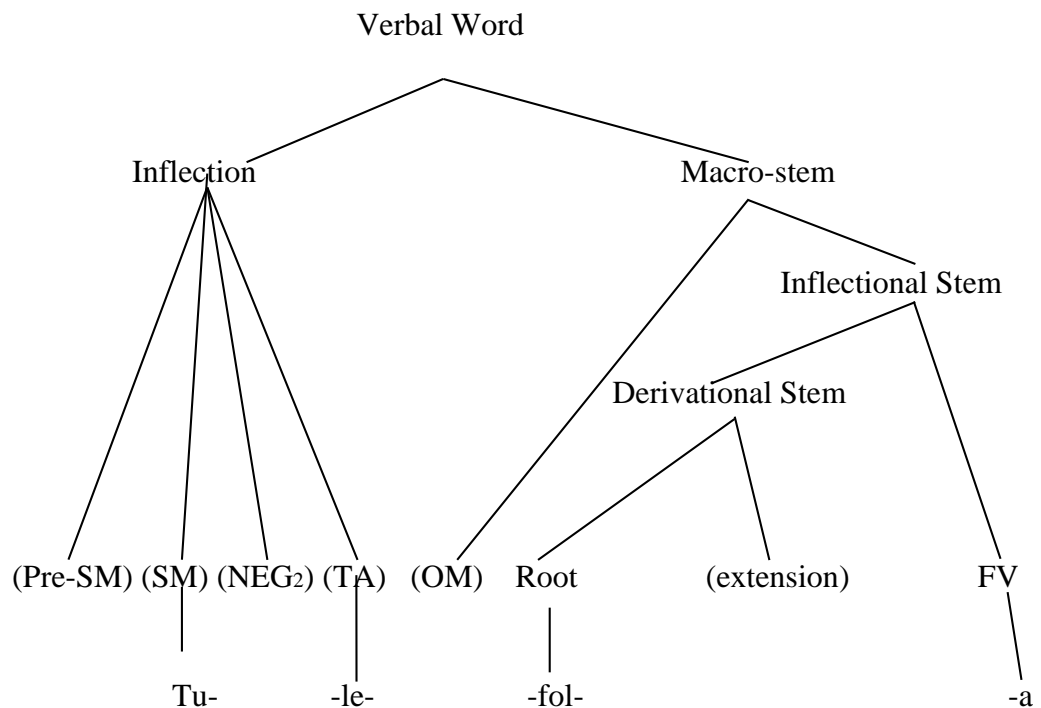 Verbal Word
Inflection Macro-stem
Inflectional Stem
Derivational Stem
(Pre-SM) (SM) (NEG₂) (TA) (OM) Root (extension) FV
Tu- -le- -fol- -a